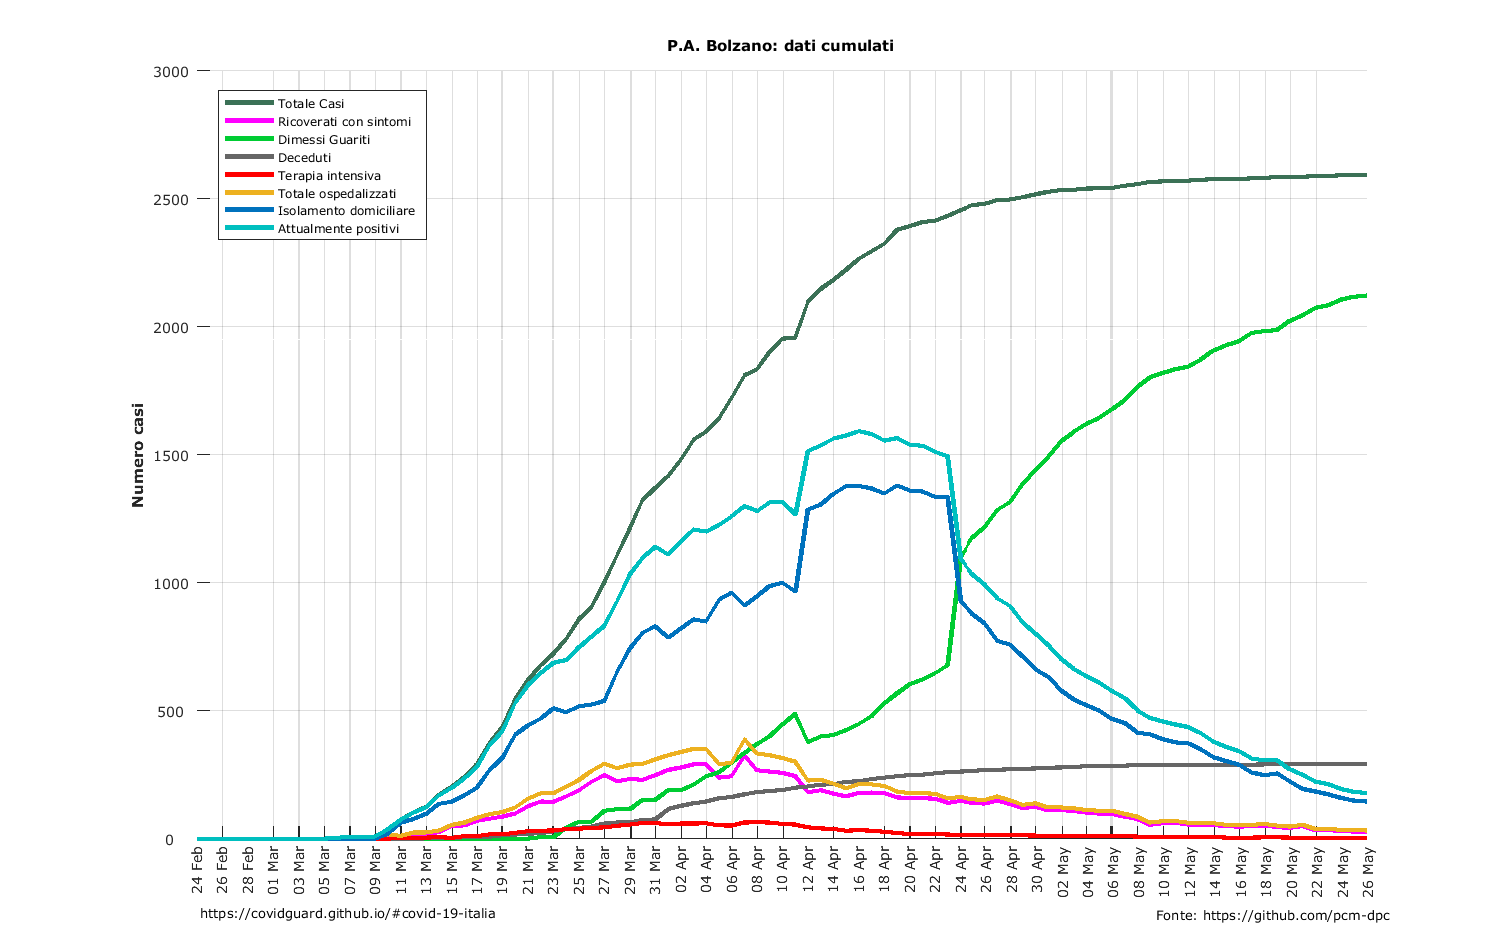 P.A. Bolzano: dati cumulati
3000
2500
2000
1500
1000
500
0
Numero casi
Totale Casi
Ricoverati con sintomi
Dimessi Guariti
Deceduti
Terapia intensiva
Totale ospedalizzati
Isolamento domiciliare
Attualmente positivi
24 Feb
26 Feb
28 Feb
01 Mar
03 Mar
05 Mar
07 Mar
09 Mar
11 Mar
13 Mar
15 Mar
17 Mar
19 Mar
21 Mar
23 Mar
25 Mar
27 Mar
29 Mar
31 Mar
02 Apr
04 Apr
06 Apr
08 Apr
10 Apr
12 Apr
14 Apr
16 Apr
18 Apr
20 Apr
22 Apr
24 Apr
26 Apr
28 Apr
30 Apr
02 May
04 May
06 May
08 May
10 May
12 May
14 May
16 May
18 May
20 May
22 May
24 May
26 May
https://covidguard.github.io/#covid-19-italia
Fonte: https://github.com/pcm-dpc